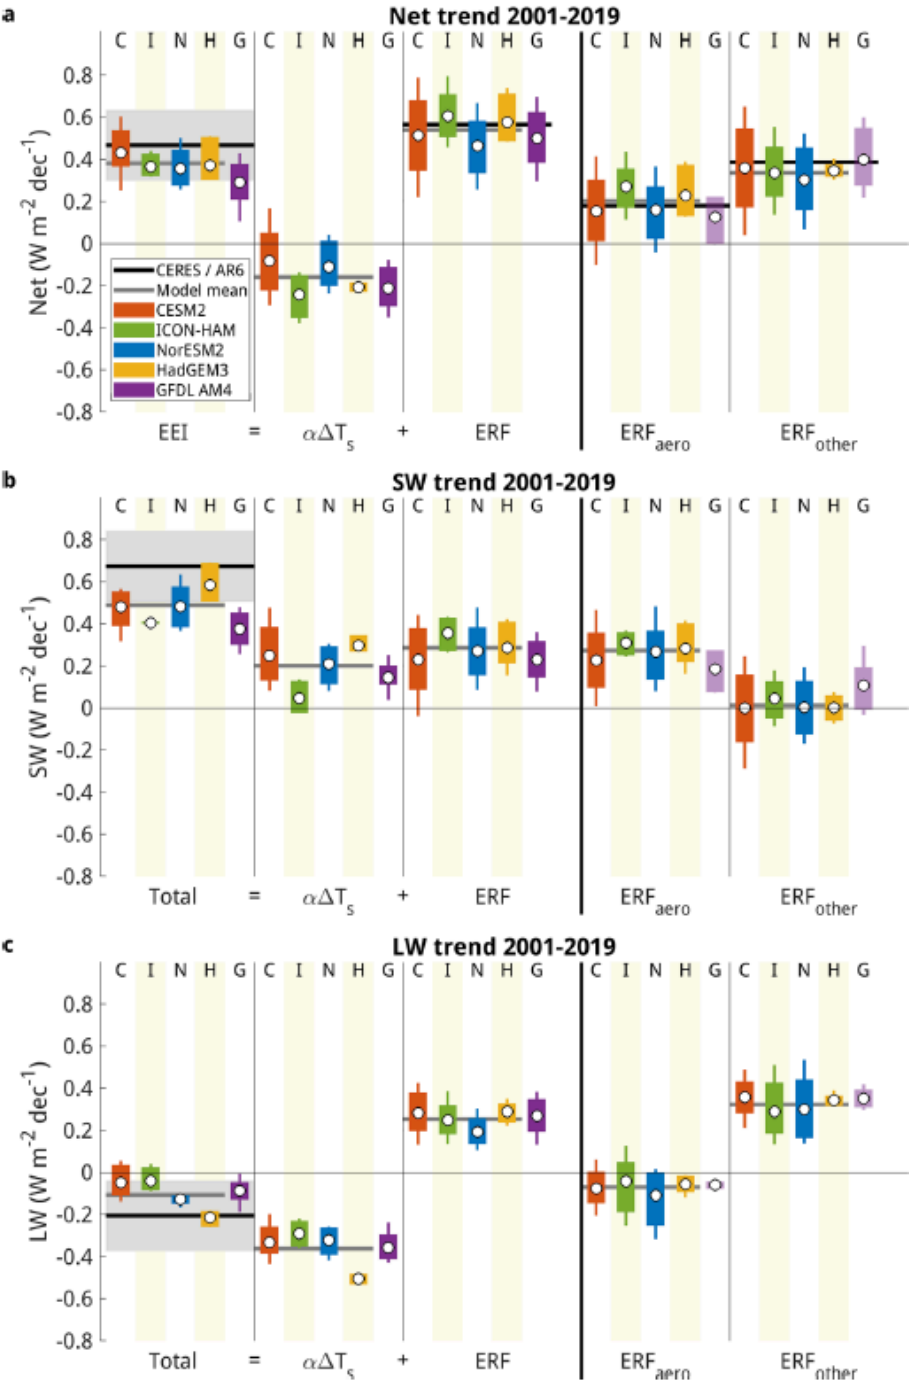 a
Net trend 2001-2019
C I N H G C I N H G C I N H G C I N H G C I N H G
0.8
0.6
0.4
0.2
0
-0.2
-0.4
-0.6
-0.8
Net (W m-2 dec-1)
CERES / AR6
Model mean
CESM2
ICON-HAM
NorESM2
HadGEM3
GFDL AM4
EEI = αΔTs + ERF ERFaero ERFother
b
SW trend 2001-2019
C I N H G C I N H G C I N H G C I N H G C I N H G
0.8
0.6
0.4
0.2
0
-0.2
-0.4
-0.6
-0.8
SW (W m-2 dec-1)
Total = αΔTs + ERF ERFaero ERFother
c
LW trend 2001-2019
C I N H G C I N H G C I N H G C I N H G C I N H G
0.8
0.6
0.4
0.2
0
-0.2
-0.4
-0.6
-0.8
LW (W m-2 dec-1)
Total = αΔTs + ERF ERFaero ERFother